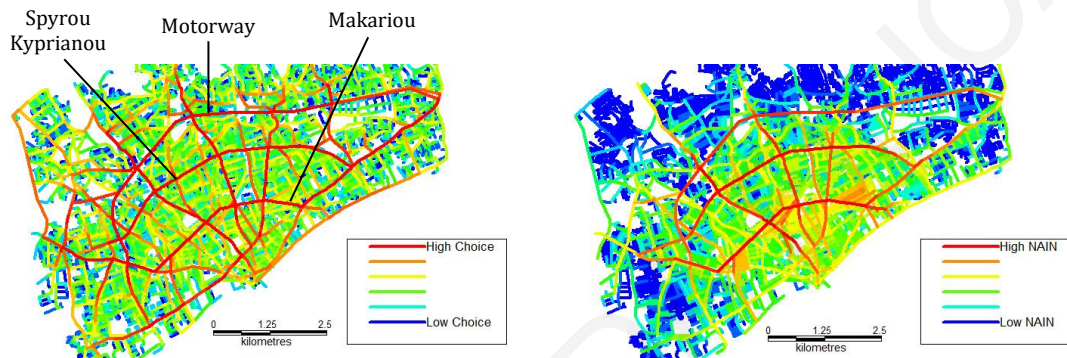 Spyrou
Kyprianou
Motorway
Makariou
High Choice
Low Choice
0 1.25 2.5
kilometres
High NAIN
Low NAIN
0 1.25 2.5
kilometres